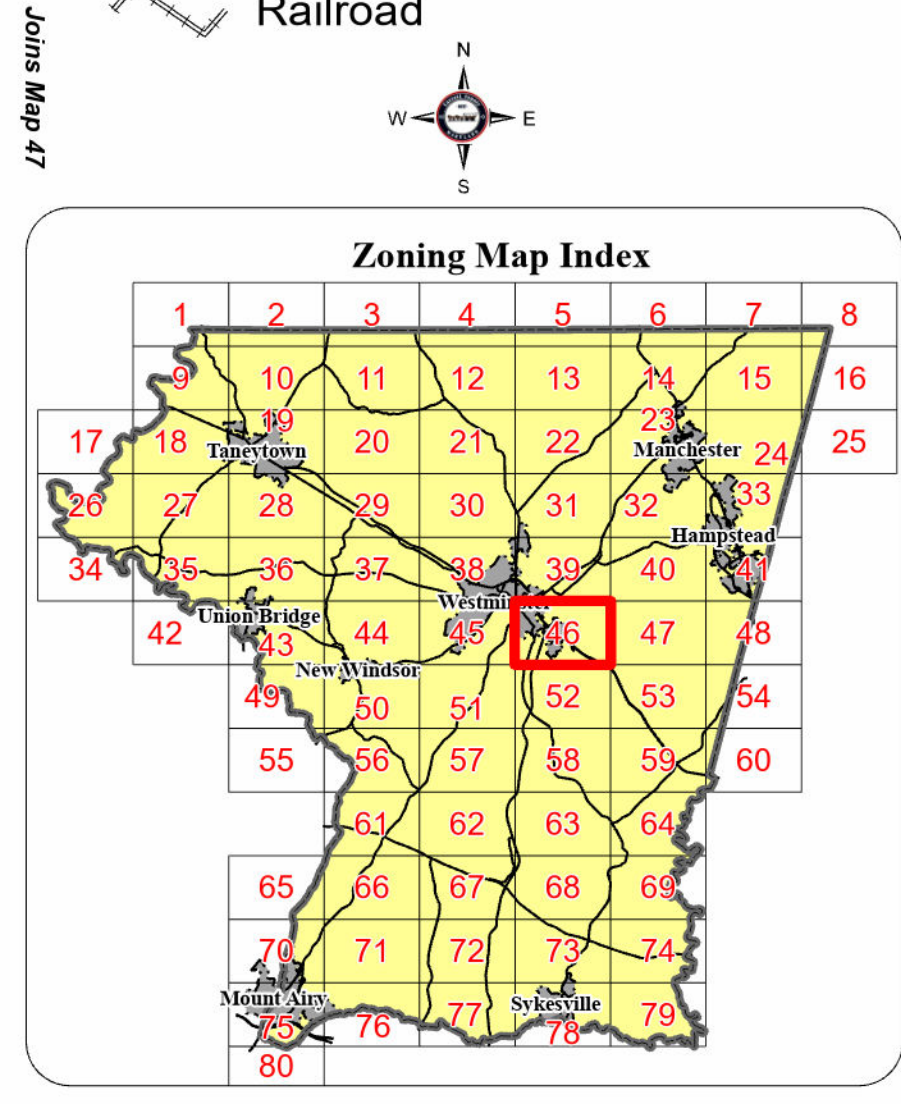 Railroad
Joins Map 47
N
W E
S
Zoning Map Index
1 2 3 4 5 6 7 8
9 10 11 12 13 14 15 16
17 18 19 20 21 22 23 24 25
Taneytown
Manchester
26 27 28 29 30 31 32 33
Hampstead
34 35 36 37 38 39 40 41
Westminster
Union Bridge
42 43 44 45 46 47 48
New Windsor
49 50 51 52 53 54
55 56 57 58 59 60
61 62 63 64
65 66 67 68 69
70 71 72 73 74
Mount Airy
Sykesville
75 76 77 78 79
80